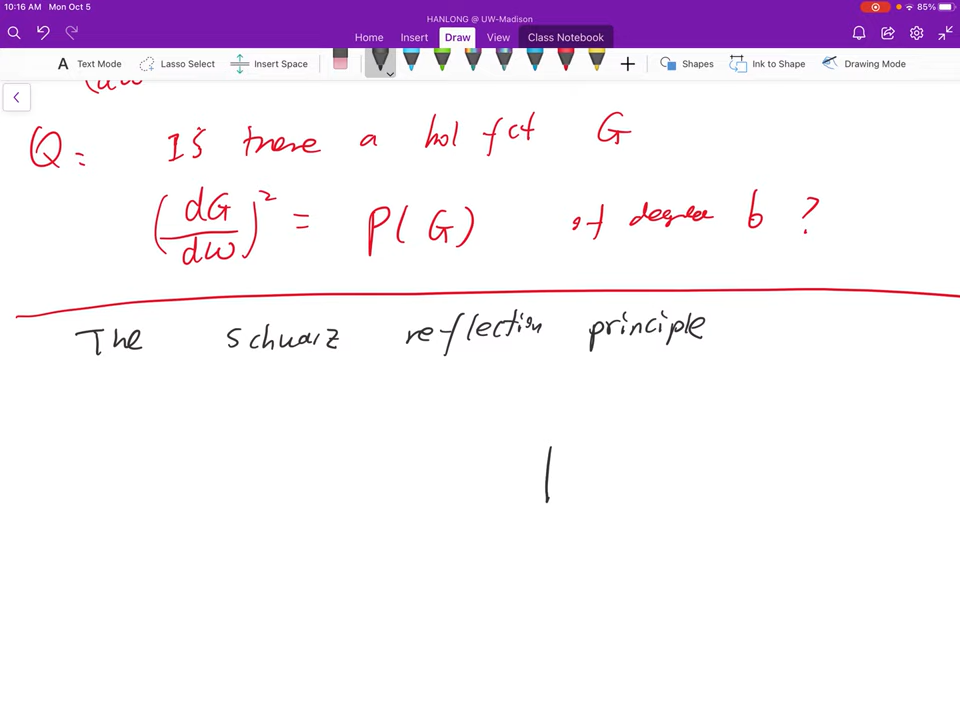 10:16 AM Mon Oct 5
85%
HANLONG @ UW-Madison
Home Insert Draw View Class Notebook
A Text Mode Lasso Select Insert Space Shapes Ink to Shape Drawing Mode
Q: Is there a hol fct G
(dG/dw)² = P(G) of degree 6 ?
The Schwarz reflection principle